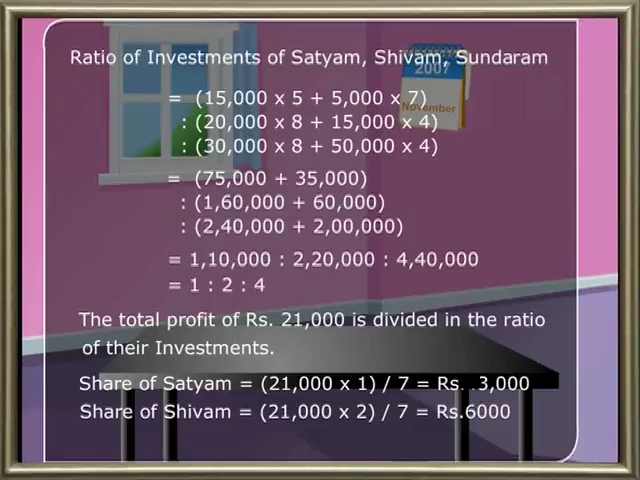 Ratio of Investments of Satyam, Shivam, Sundaram
2007
November
= (15,000 x 5 + 5,000 x 7)
: (20,000 x 8 + 15,000 x 4)
: (30,000 x 8 + 50,000 x 4)
= (75,000 + 35,000)
: (1,60,000 + 60,000)
: (2,40,000 + 2,00,000)
= 1,10,000 : 2,20,000 : 4,40,000
= 1 : 2 : 4
The total profit of Rs. 21,000 is divided in the ratio
of their Investments.
Share of Satyam = (21,000 x 1) / 7 = Rs. 3,000
Share of Shivam = (21,000 x 2) / 7 = Rs.6000